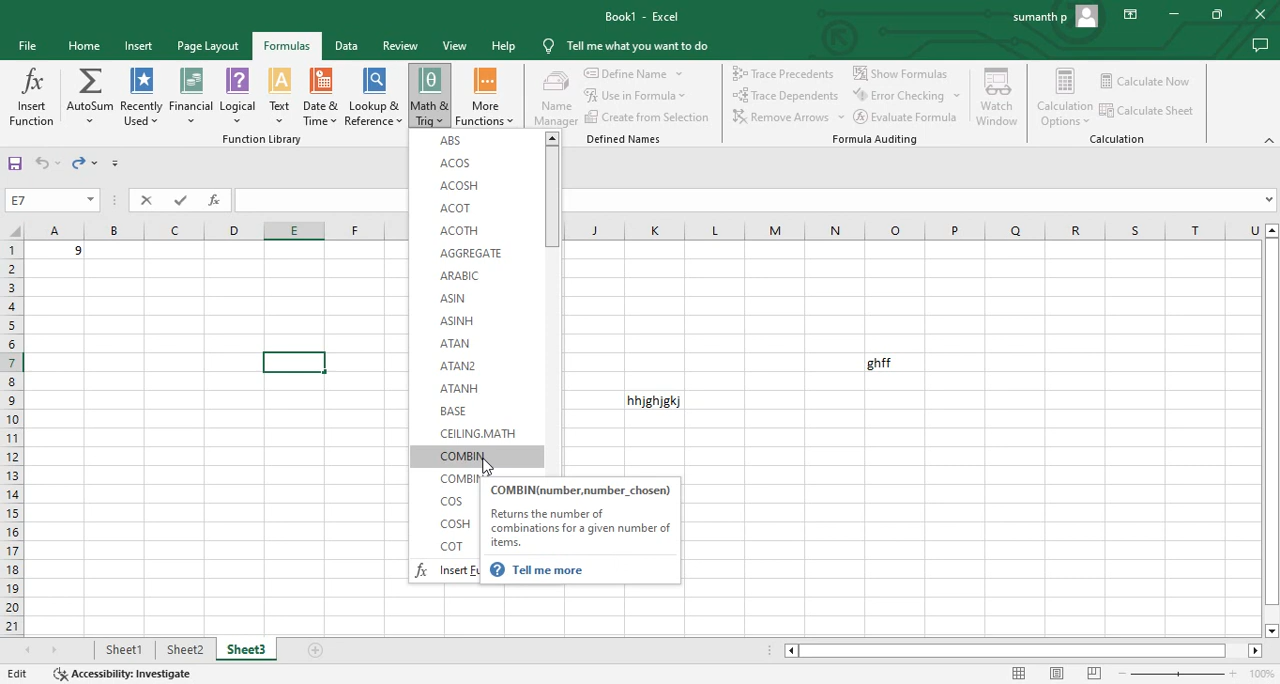 Book1 - Excel
sumanth p
File Home Insert Page Layout Formulas Data Review View Help Tell me what you want to do
Insert Function
AutoSum
Recently Used
Financial
Logical
Text
Date & Time
Lookup & Reference
Math & Trig
More Functions
Function Library
Name Manager
Define Name
Use in Formula
Create from Selection
Defined Names
Trace Precedents
Trace Dependents
Remove Arrows
Show Formulas
Error Checking
Evaluate Formula
Formula Auditing
Watch Window
Calculation Options
Calculate Now
Calculate Sheet
Calculation
E7
fx
A B C D E F J K L M N O P Q R S T U
1 9
2
3
4
5
6
7 ghff
8
9 hhjghjgkj
10
11
12
13
14
15
16
17
18
19
20
21
ABS
ACOS
ACOSH
ACOT
ACOTH
AGGREGATE
ARABIC
ASIN
ASINH
ATAN
ATAN2
ATANH
BASE
CEILING.MATH
COMBIN
COMBIN
COS
COSH
COT
fx Insert Fu
COMBIN(number,number_chosen)
Returns the number of
combinations for a given number of
items.
? Tell me more
Sheet1 Sheet2 Sheet3
Edit Accessibility: Investigate 100%